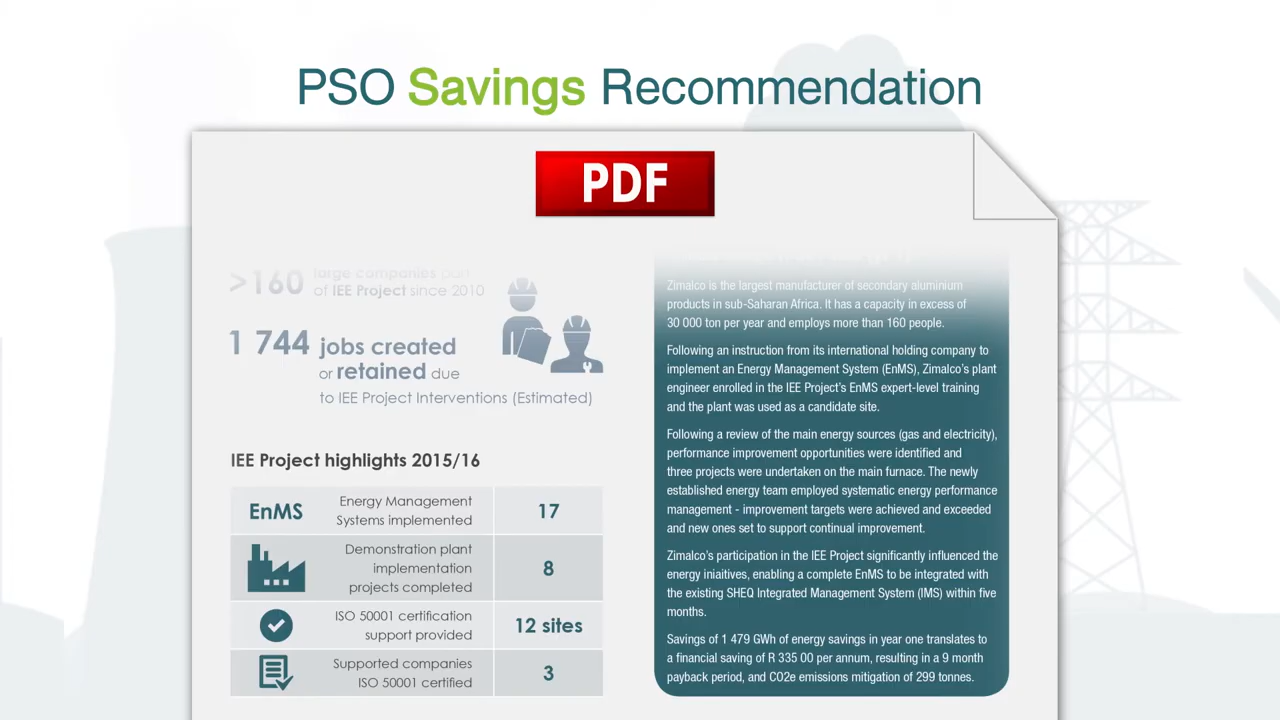 PSO Savings Recommendation
PDF
>160 large companies part
of IEE Project since 2010
1 744 jobs created
or retained due
to IEE Project Interventions (Estimated)
IEE Project highlights 2015/16
EnMS Energy Management
Systems implemented 17
Demonstration plant
implementation
projects completed 8
ISO 50001 certification
support provided 12 sites
Supported companies
ISO 50001 certified 3
Zimalco is the largest manufacturer of secondary aluminium
products in sub-Saharan Africa. It has a capacity in excess of
30 000 ton per year and employs more than 160 people.
Following an instruction from its international holding company to
implement an Energy Management System (EnMS), Zimalco's plant
engineer enrolled in the IEE Project's EnMS expert-level training
and the plant was used as a candidate site.
Following a review of the main energy sources (gas and electricity),
performance improvement opportunities were identified and
three projects were undertaken on the main furnace. The newly
established energy team employed systematic energy performance
management - improvement targets were achieved and exceeded
and new ones set to support continual improvement.
Zimalco's participation in the IEE Project significantly influenced the
energy iniaitives, enabling a complete EnMS to be integrated with
the existing SHEQ Integrated Management System (IMS) within five
months.
Savings of 1 479 GWh of energy savings in year one translates to
a financial saving of R 335 00 per annum, resulting in a 9 month
payback period, and CO2e emissions mitigation of 299 tonnes.